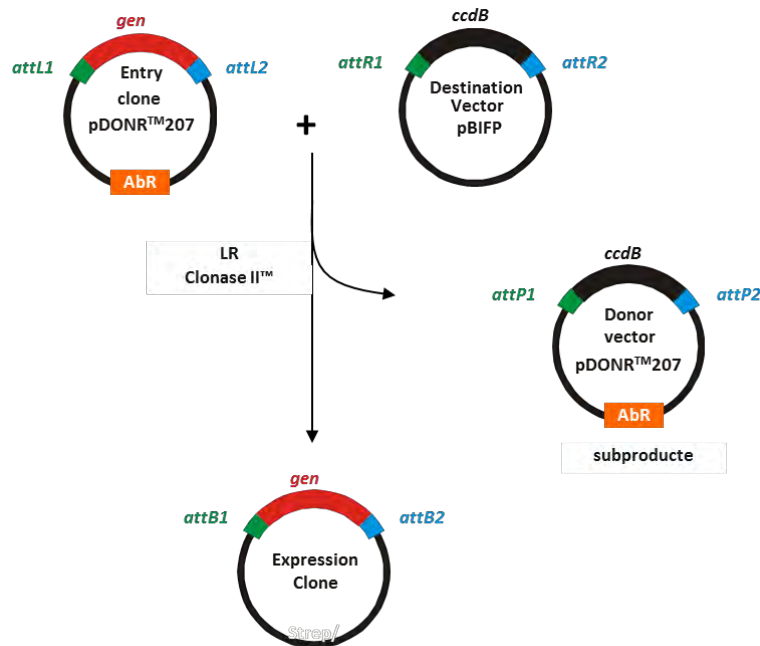 gen
attL1
attL2
Entry
clone
pDONR™207
AbR
+
ccdB
attR1
attR2
Destination
Vector
pBIFP
LR
Clonase II™
ccdB
attP1
attP2
Donor
vector
pDONR™207
AbR
subproducte
gen
attB1
attB2
Expression
Clone
Strep/